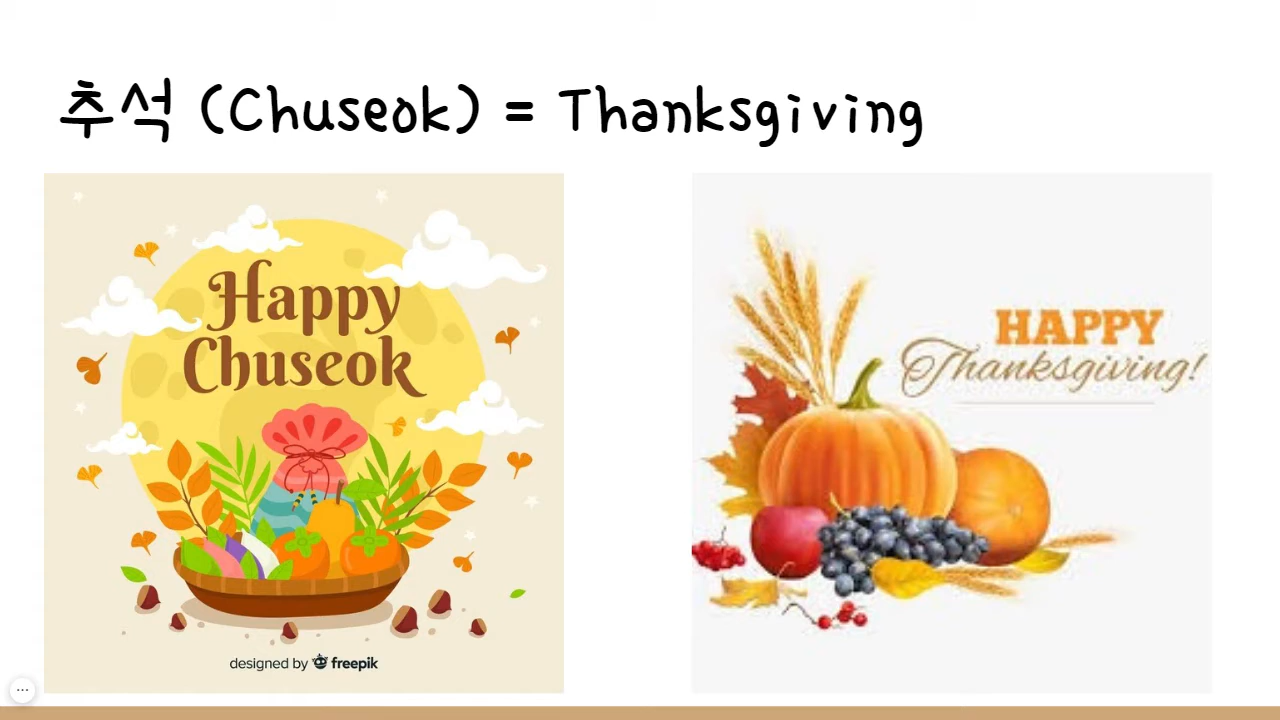 추석 (Chuseok) = Thanksgiving
Happy
Chuseok
designed by freepik
HAPPY
Thanksgiving!